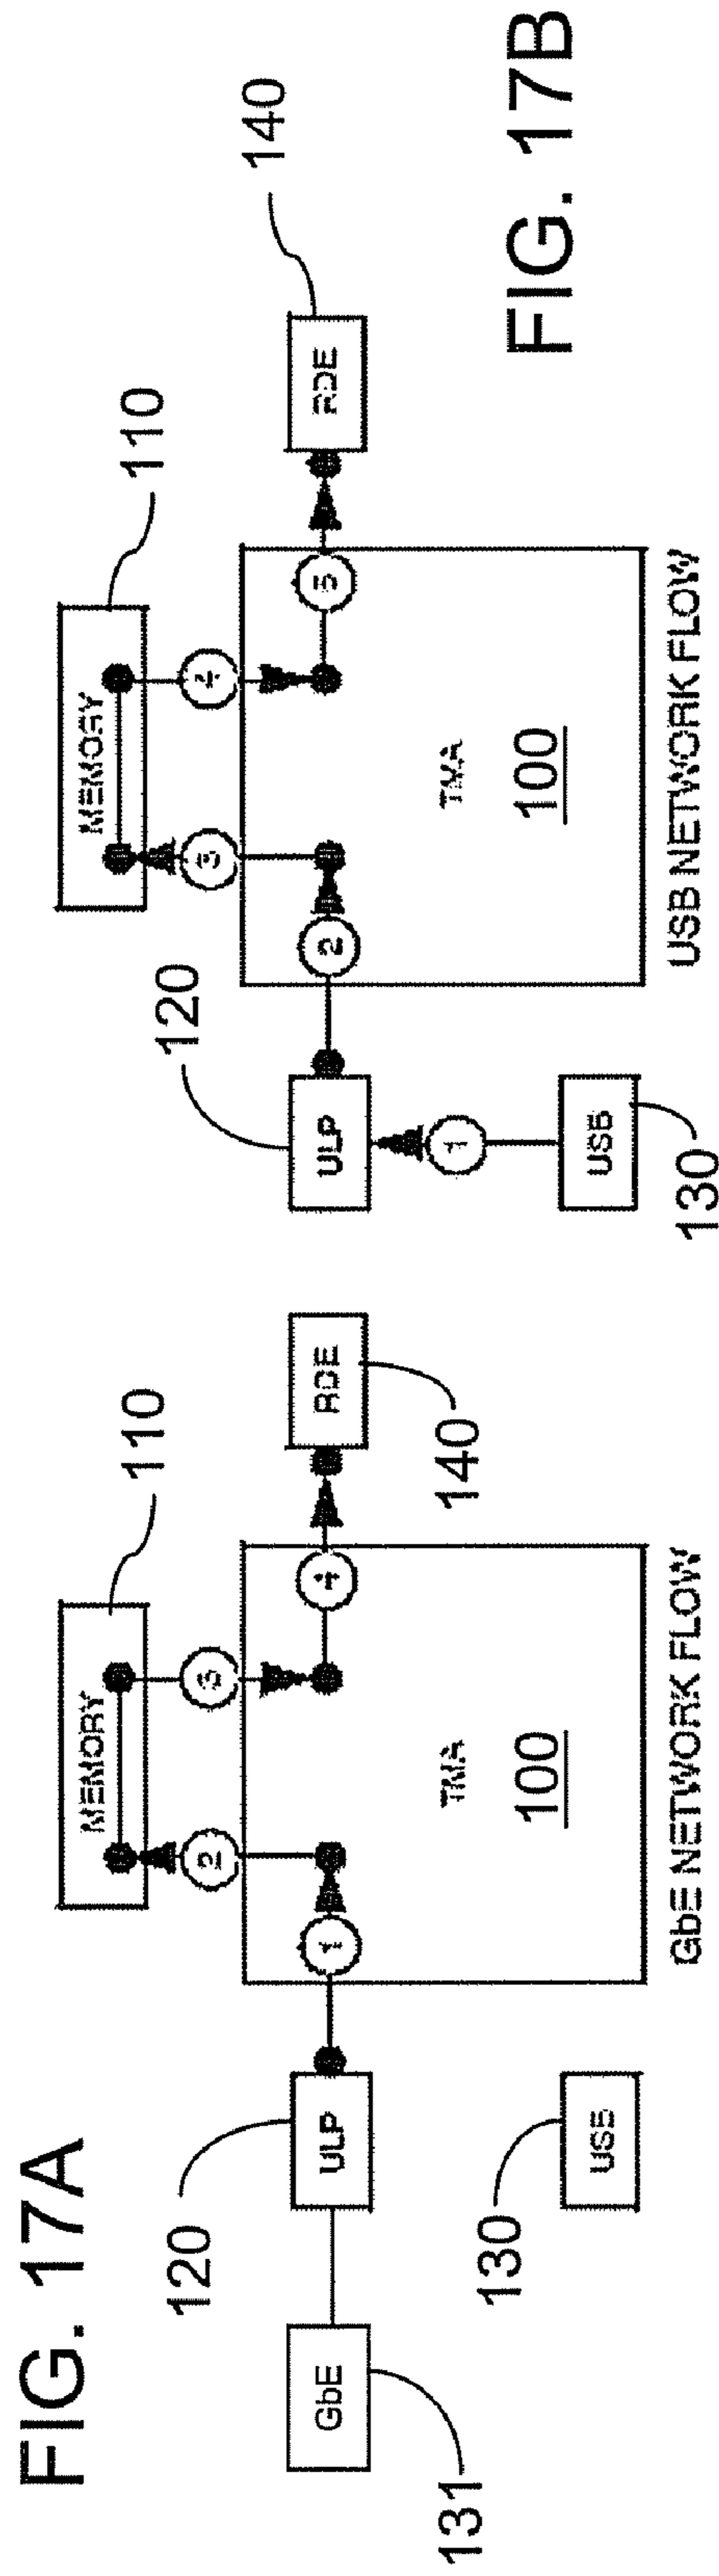 FIG. 17A
110
MEMORY
2
3
120
140
GbE
ULP
1
4
RDE
131
130
USB
TMA
100
GbE NETWORK FLOW
FIG. 17B
110
140
MEMORY
3
4
120
ULP
2
5
RDE
1
TMA
100
USB
130
USB NETWORK FLOW